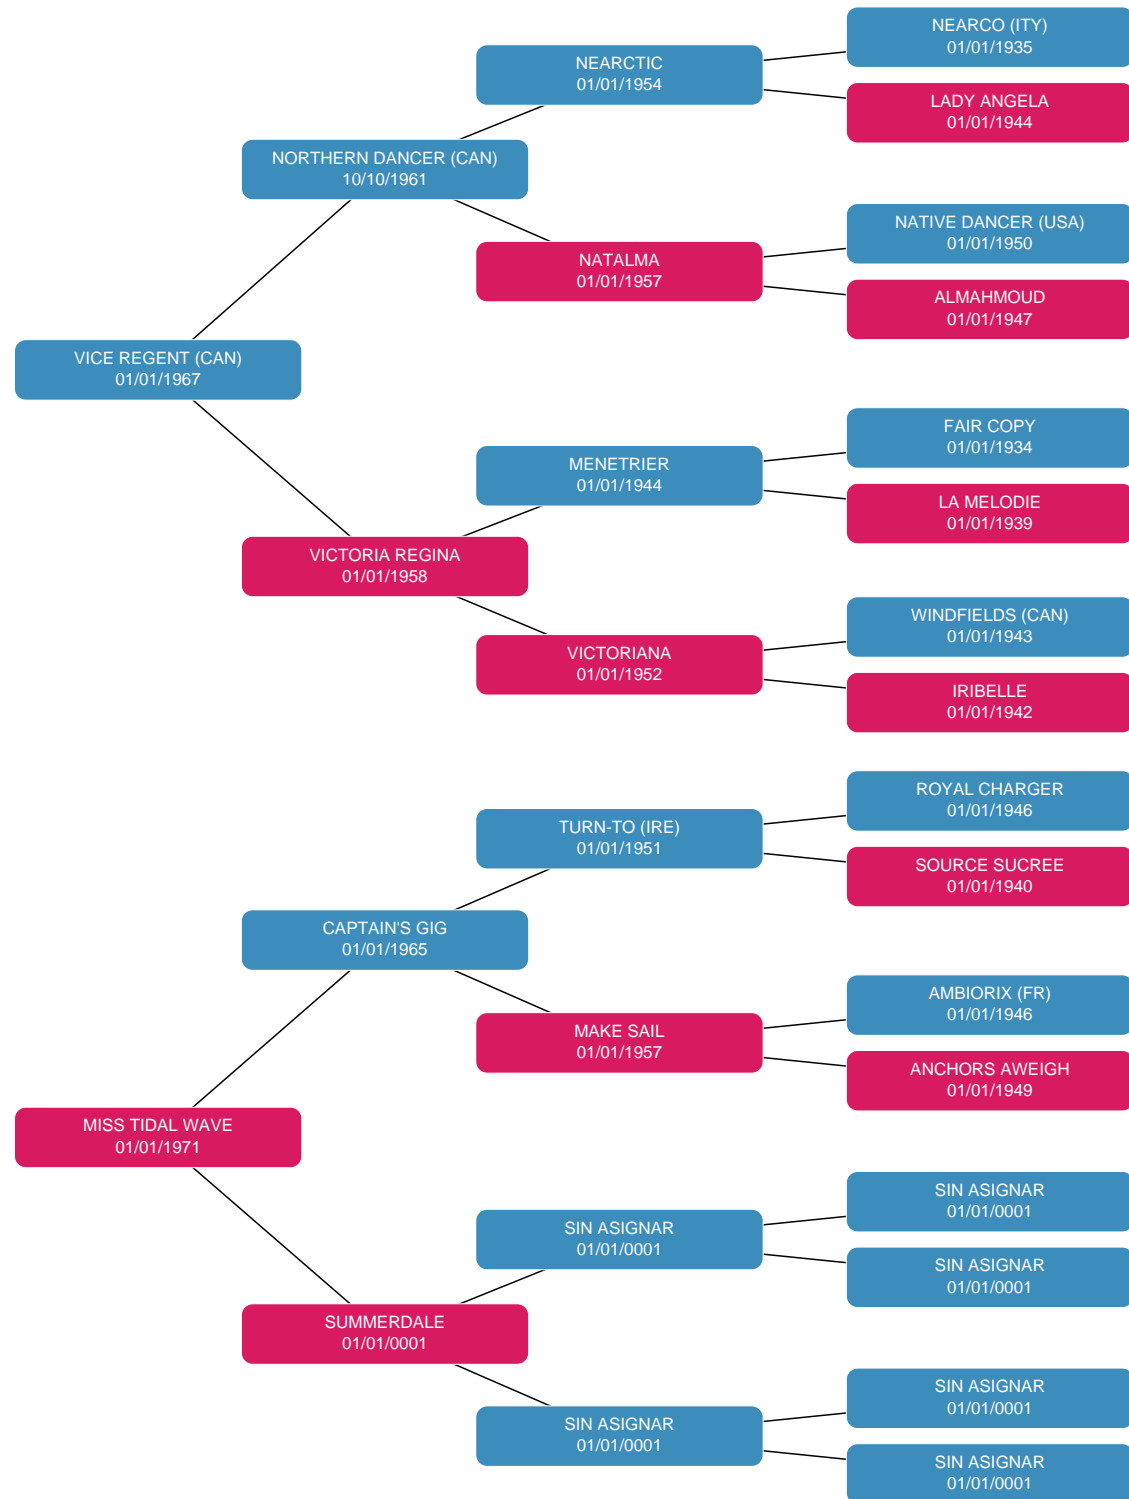 NEARCO (ITY)
01/01/1935
NEARCTIC
01/01/1954
LADY ANGELA
01/01/1944
NORTHERN DANCER (CAN)
10/10/1961
NATIVE DANCER (USA)
01/01/1950
NATALMA
01/01/1957
ALMAHMOUD
01/01/1947
VICE REGENT (CAN)
01/01/1967
FAIR COPY
01/01/1934
MENETRIER
01/01/1944
LA MELODIE
01/01/1939
VICTORIA REGINA
01/01/1958
WINDFIELDS (CAN)
01/01/1943
VICTORIANA
01/01/1952
IRIBELLE
01/01/1942
ROYAL CHARGER
01/01/1946
TURN-TO (IRE)
01/01/1951
SOURCE SUCREE
01/01/1940
CAPTAIN'S GIG
01/01/1965
AMBIORIX (FR)
01/01/1946
MAKE SAIL
01/01/1957
ANCHORS AWEIGH
01/01/1949
MISS TIDAL WAVE
01/01/1971
SIN ASIGNAR
01/01/0001
SIN ASIGNAR
01/01/0001
SIN ASIGNAR
01/01/0001
SUMMERDALE
01/01/0001
SIN ASIGNAR
01/01/0001
SIN ASIGNAR
01/01/0001
SIN ASIGNAR
01/01/0001